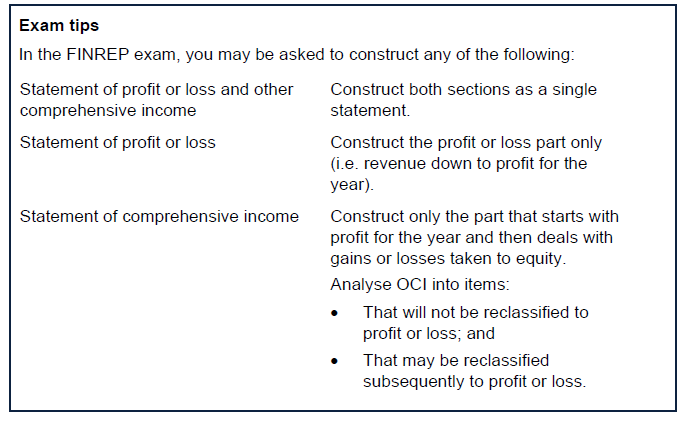 Exam tips
In the FINREP exam, you may be asked to construct any of the following:
Statement of profit or loss and other
comprehensive income
Construct both sections as a single
statement.
Statement of profit or loss
Construct the profit or loss part only
(i.e. revenue down to profit for the
year).
Statement of comprehensive income
Construct only the part that starts with
profit for the year and then deals with
gains or losses taken to equity.
Analyse OCI into items:
• That will not be reclassified to
profit or loss; and
• That may be reclassified
subsequently to profit or loss.